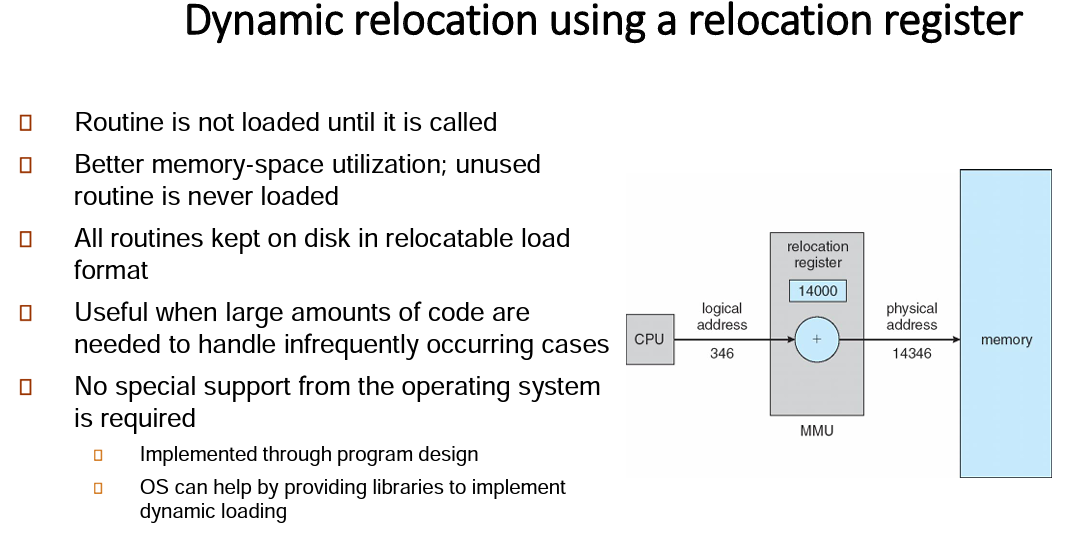 Dynamic relocation using a relocation register
Routine is not loaded until it is called
Better memory-space utilization; unused
routine is never loaded
All routines kept on disk in relocatable load
format
Useful when large amounts of code are
needed to handle infrequently occurring cases
No special support from the operating system
is required
Implemented through program design
OS can help by providing libraries to implement
dynamic loading
relocation
register
14000
logical
address
physical
address
CPU
+
memory
346
14346
MMU